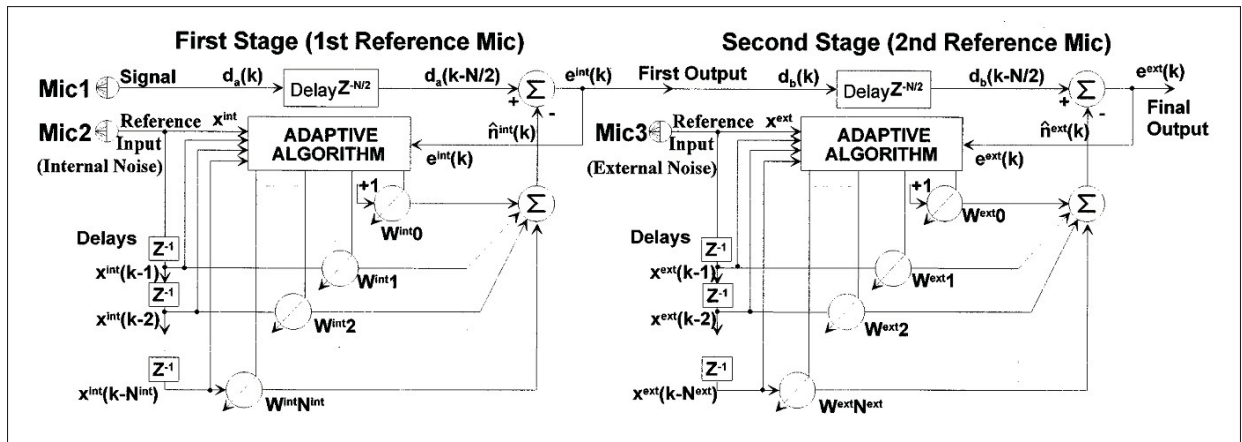 First Stage (1st Reference Mic)
Second Stage (2nd Reference Mic)
Mic1
Signal
dₐ(k)
Delay Z⁻ᴺ/²
dₐ(k-N/2)
+
Σ
-
eⁱⁿᵗ(k)
Mic2
Reference
Input
(Internal Noise)
xⁱⁿᵗ
ADAPTIVE
ALGORITHM
n̂ⁱⁿᵗ(k)
eⁱⁿᵗ(k)
+1
Wⁱⁿᵗ0
Σ
Delays
Z⁻¹
xⁱⁿᵗ(k-1)
Wⁱⁿᵗ1
Z⁻¹
xⁱⁿᵗ(k-2)
Wⁱⁿᵗ2
Z⁻¹
xⁱⁿᵗ(k-Nⁱⁿᵗ)
WⁱⁿᵗNⁱⁿᵗ
First Output
d_b(k)
Delay Z⁻ᴺ/²
d_b(k-N/2)
+
Σ
-
eᵉˣᵗ(k)
Final
Output
Mic3
Reference
Input
(External Noise)
xᵉˣᵗ
ADAPTIVE
ALGORITHM
n̂ᵉˣᵗ(k)
eᵉˣᵗ(k)
+1
Wᵉˣᵗ0
Σ
Delays
Z⁻¹
xᵉˣᵗ(k-1)
Wᵉˣᵗ1
Z⁻¹
xᵉˣᵗ(k-2)
Wᵉˣᵗ2
Z⁻¹
xᵉˣᵗ(k-Nᵉˣᵗ)
WᵉˣᵗNᵉˣᵗ